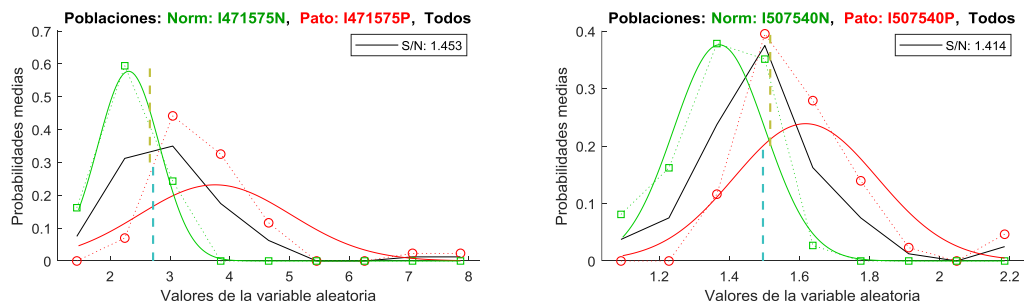 Poblaciones: Norm: I471575N, Pato: I471575P, Todos
0.7
0.6
0.5
0.4
0.3
0.2
0.1
0
Probabilidades medias
S/N: 1.453
2 3 4 5 6 7 8
Valores de la variable aleatoria
Poblaciones: Norm: I507540N, Pato: I507540P, Todos
0.4
0.3
0.2
0.1
0
Probabilidades medias
S/N: 1.414
1.2 1.4 1.6 1.8 2 2.2
Valores de la variable aleatoria